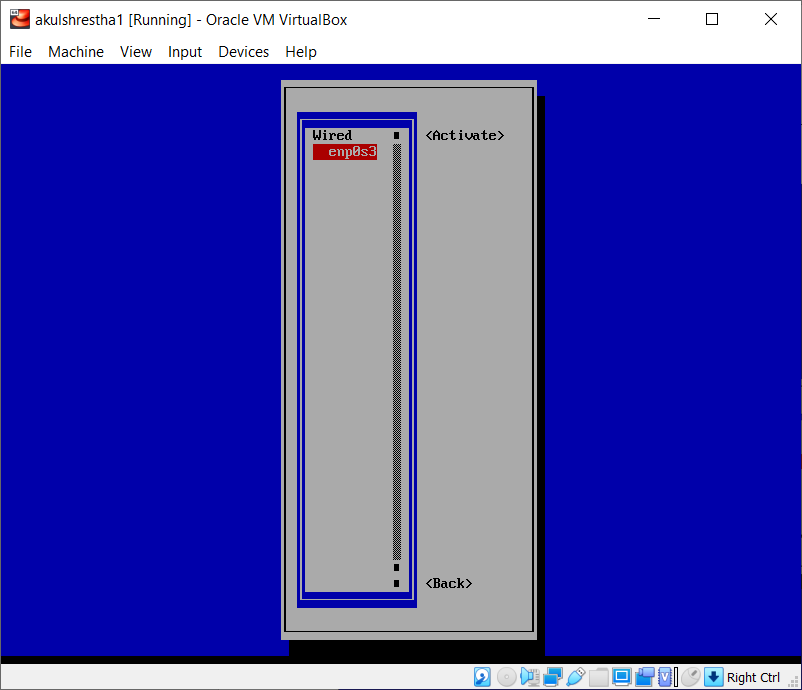 akulshrestha1 [Running] - Oracle VM VirtualBox
File Machine View Input Devices Help
Wired <Activate>
enp0s3
<Back>
Right Ctrl